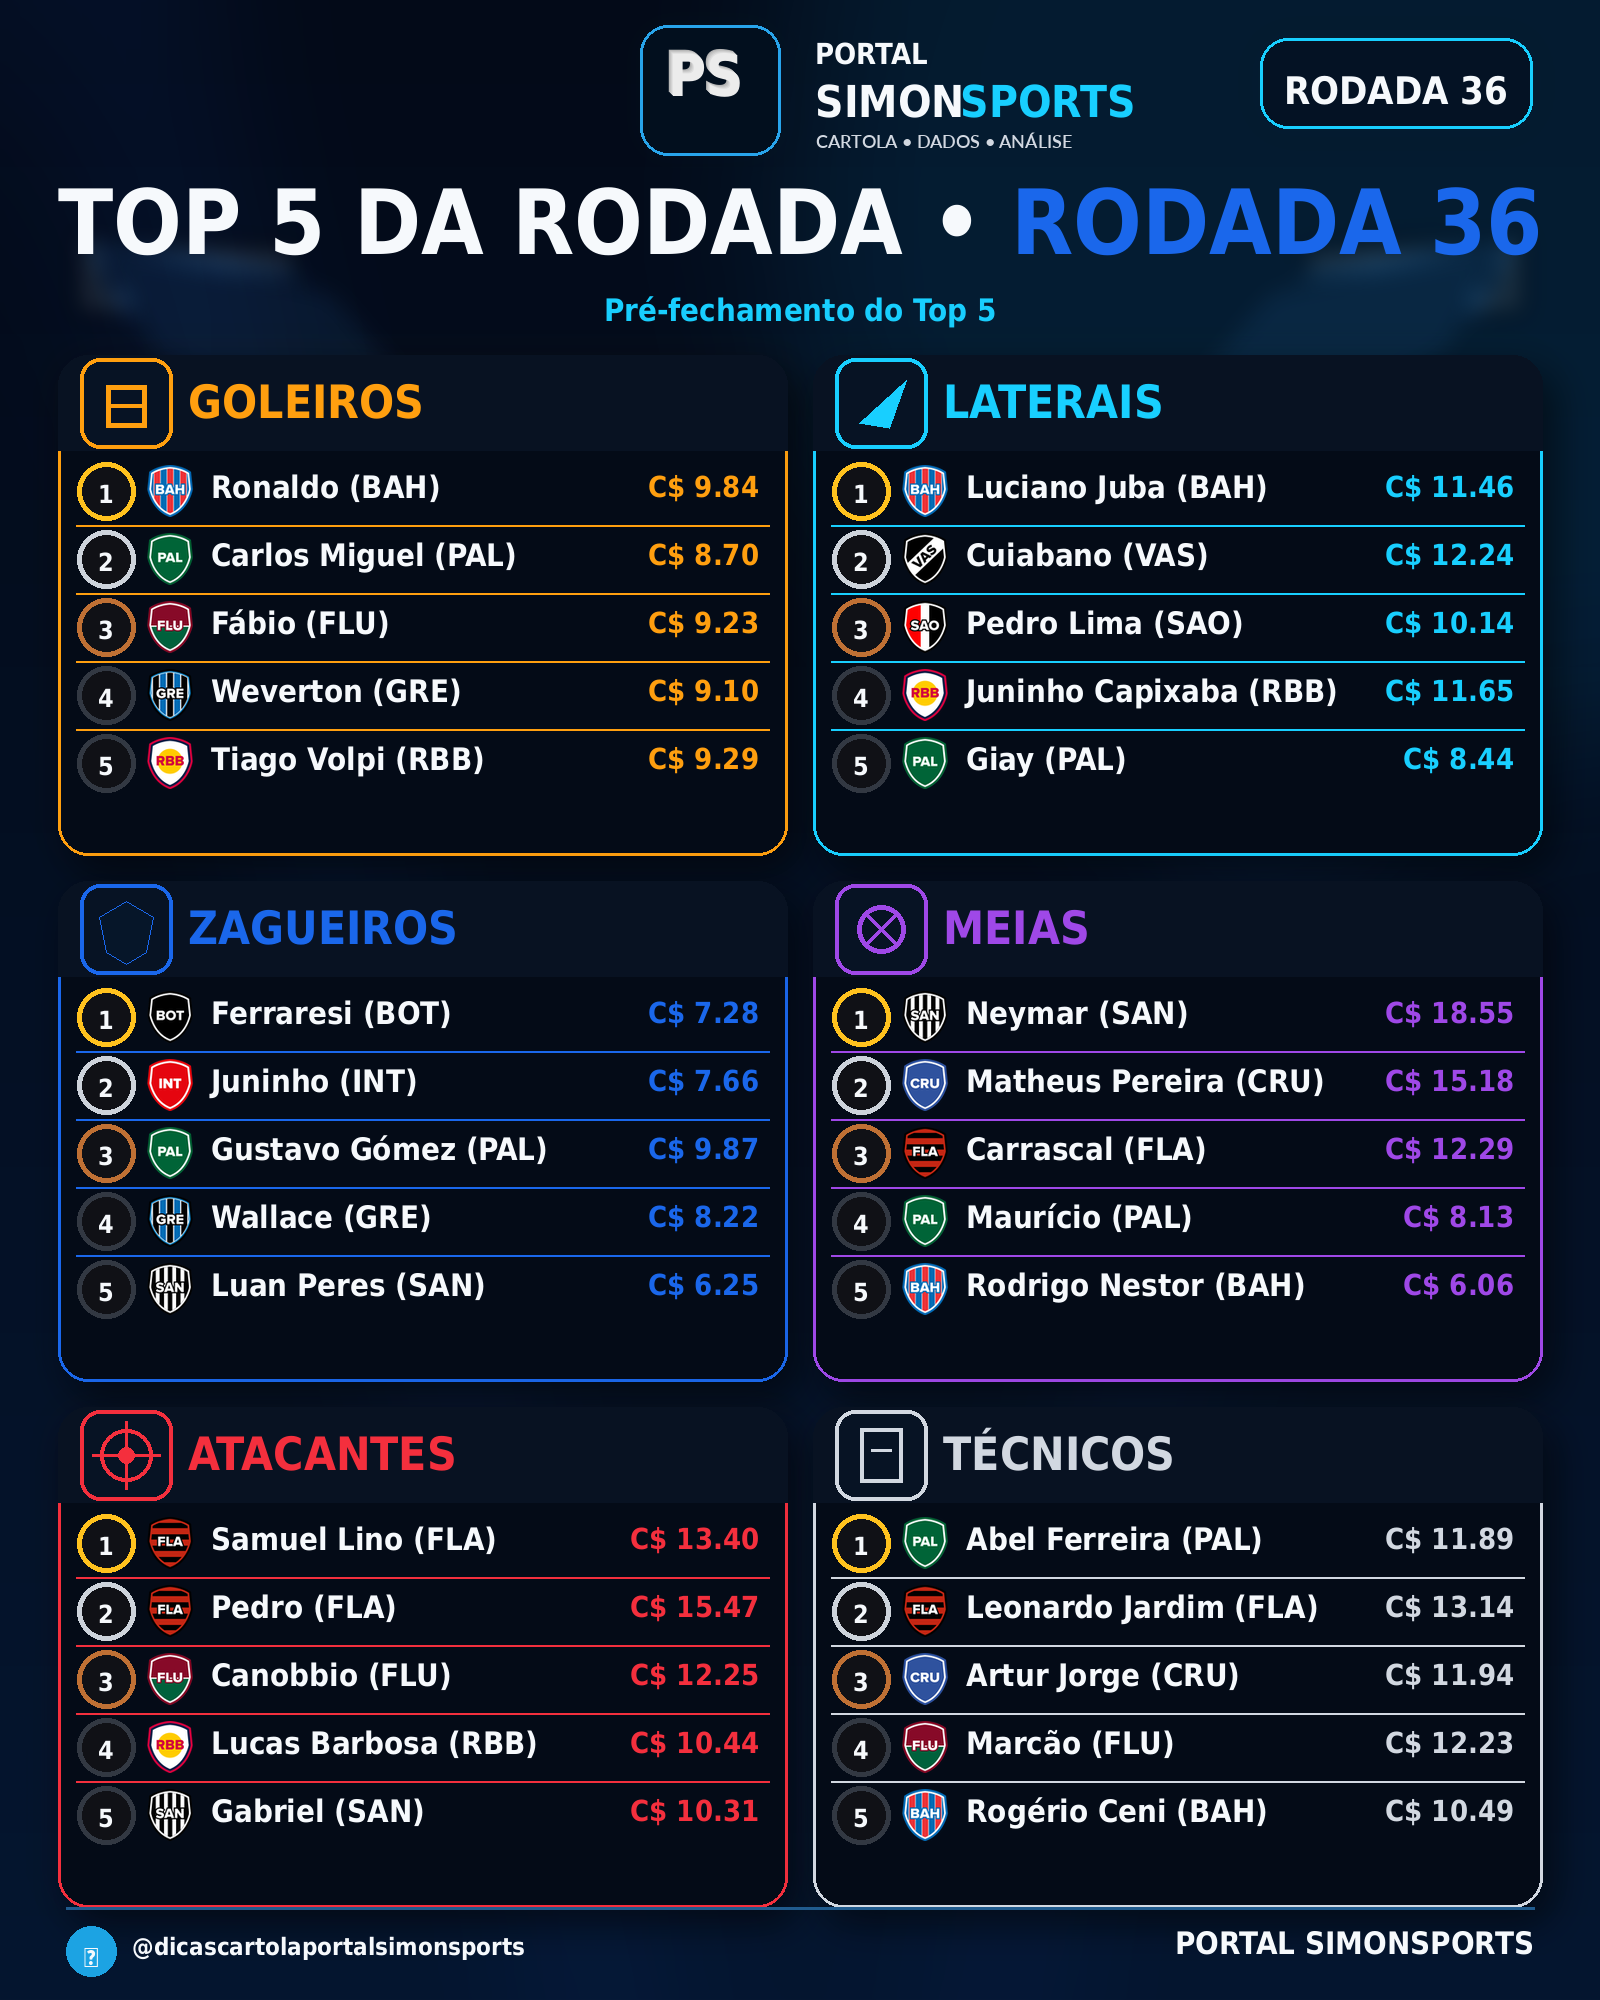 PS
PORTAL
SIMONSPORTS
CARTOLA • DADOS • ANÁLISE
RODADA 36
TOP 5 DA RODADA • RODADA 36
Pré-fechamento do Top 5
GOLEIROS
1 BAH Ronaldo (BAH) C$ 9.84
2 PAL Carlos Miguel (PAL) C$ 8.70
3 FLU Fábio (FLU) C$ 9.23
4 GRE Weverton (GRE) C$ 9.10
5 RBB Tiago Volpi (RBB) C$ 9.29
LATERAIS
1 BAH Luciano Juba (BAH) C$ 11.46
2 VAS Cuiabano (VAS) C$ 12.24
3 SAO Pedro Lima (SAO) C$ 10.14
4 RBB Juninho Capixaba (RBB) C$ 11.65
5 PAL Giay (PAL) C$ 8.44
ZAGUEIROS
1 BOT Ferraresi (BOT) C$ 7.28
2 INT Juninho (INT) C$ 7.66
3 PAL Gustavo Gómez (PAL) C$ 9.87
4 GRE Wallace (GRE) C$ 8.22
5 SAN Luan Peres (SAN) C$ 6.25
MEIAS
1 SAN Neymar (SAN) C$ 18.55
2 CRU Matheus Pereira (CRU) C$ 15.18
3 FLA Carrascal (FLA) C$ 12.29
4 PAL Maurício (PAL) C$ 8.13
5 BAH Rodrigo Nestor (BAH) C$ 6.06
ATACANTES
1 FLA Samuel Lino (FLA) C$ 13.40
2 FLA Pedro (FLA) C$ 15.47
3 FLU Canobbio (FLU) C$ 12.25
4 RBB Lucas Barbosa (RBB) C$ 10.44
5 SAN Gabriel (SAN) C$ 10.31
TÉCNICOS
1 PAL Abel Ferreira (PAL) C$ 11.89
2 FLA Leonardo Jardim (FLA) C$ 13.14
3 CRU Artur Jorge (CRU) C$ 11.94
4 FLU Marcão (FLU) C$ 12.23
5 BAH Rogério Ceni (BAH) C$ 10.49
@dicascartolaportalsimonsports
PORTAL SIMONSPORTS